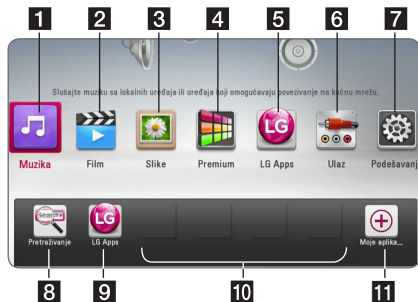 1 2 3 4 5 6 7
Slušajte muziku sa lokalnih uređaja ili uređaja koji omogućavaju povezivanje na kućnu mrežu.
Muzika Film Slike Premium LG Apps Ulaz Podešavanj
Search
Pretraživanje LG Apps Moje aplika...
8 9 10 11